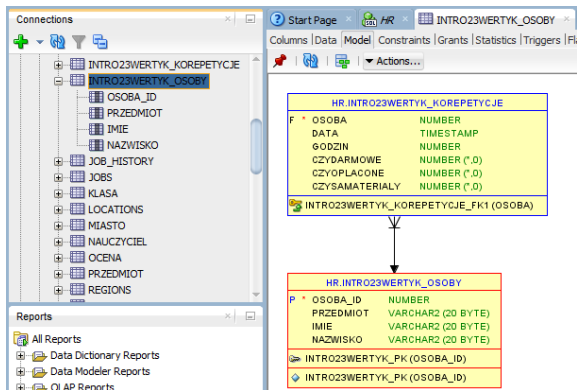 Connections
INTRO23WERTYK_KOREPETYCJE
INTRO23WERTYK_OSOBY
OSOBA_ID
PRZEDMIOT
IMIE
NAZWISKO
JOB_HISTORY
JOBS
KLASA
LOCATIONS
MIASTO
NAUCZYCIEL
OCENA
PRZEDMIOT
REGIONS
Reports
All Reports
Data Dictionary Reports
Data Modeler Reports
OLAP Reports
Start Page HR INTRO23WERTYK_OSOBY
Columns Data Model Constraints Grants Statistics Triggers Fla
Actions...
HR.INTRO23WERTYK_KOREPETYCJE
F * OSOBA NUMBER
DATA TIMESTAMP
GODZIN NUMBER
CZYDARMOWE NUMBER (*,0)
CZYOPLACONE NUMBER (*,0)
CZYSAMATERIALY NUMBER (*,0)
INTRO23WERTYK_KOREPETYCJE_FK1 (OSOBA)
HR.INTRO23WERTYK_OSOBY
P * OSOBA_ID NUMBER
PRZEDMIOT VARCHAR2 (20 BYTE)
IMIE VARCHAR2 (20 BYTE)
NAZWISKO VARCHAR2 (20 BYTE)
INTRO23WERTYK_PK (OSOBA_ID)
INTRO23WERTYK_PK (OSOBA_ID)